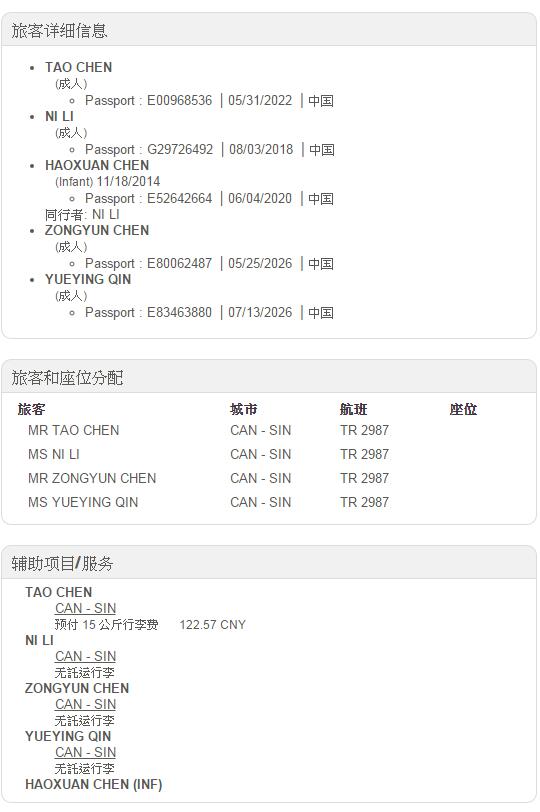 旅客详细信息
TAO CHEN
(成人)
Passport : E00968536 | 05/31/2022 | 中国
NI LI
(成人)
Passport : G29726492 | 08/03/2018 | 中国
HAOXUAN CHEN
(Infant) 11/18/2014
Passport : E52642664 | 06/04/2020 | 中国
同行者: NI LI
ZONGYUN CHEN
(成人)
Passport : E80062487 | 05/25/2026 | 中国
YUEYING QIN
(成人)
Passport : E83463880 | 07/13/2026 | 中国
旅客和座位分配
旅客 城市 航班 座位
MR TAO CHEN CAN - SIN TR 2987
MS NI LI CAN - SIN TR 2987
MR ZONGYUN CHEN CAN - SIN TR 2987
MS YUEYING QIN CAN - SIN TR 2987
辅助项目/服务
TAO CHEN
CAN - SIN
预付 15 公斤行李费 122.57 CNY
NI LI
CAN - SIN
无託运行李
ZONGYUN CHEN
CAN - SIN
无託运行李
YUEYING QIN
CAN - SIN
无託运行李
HAOXUAN CHEN (INF)